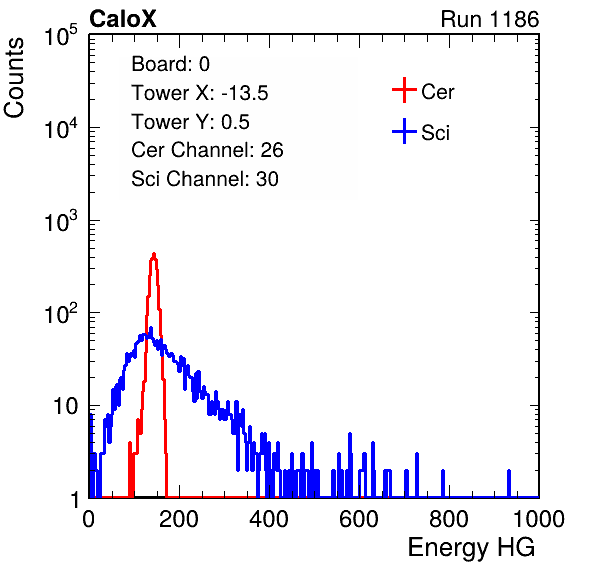 CaloX Run 1186
Counts
10^5
10^4
10^3
10^2
10
1
Board: 0
Tower X: -13.5
Tower Y: 0.5
Cer Channel: 26
Sci Channel: 30
Cer
Sci
0 200 400 600 800 1000
Energy HG